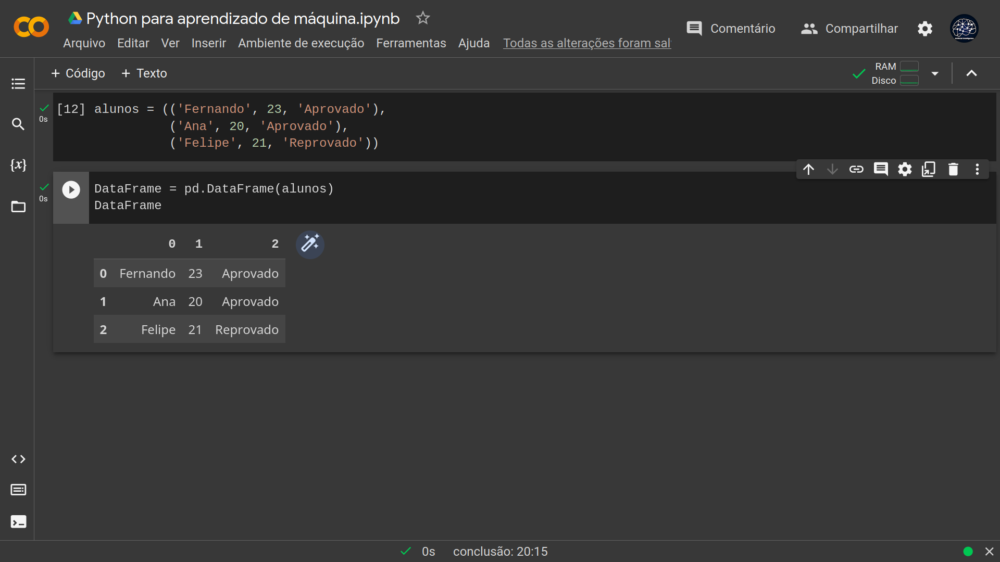 Python para aprendizado de máquina.ipynb
Comentário
Compartilhar
Arquivo Editar Ver Inserir Ambiente de execução Ferramentas Ajuda Todas as alterações foram sal
+ Código + Texto
RAM
Disco
[12] alunos = (('Fernando', 23, 'Aprovado'),
('Ana', 20, 'Aprovado'),
('Felipe', 21, 'Reprovado'))
0s
{x}
DataFrame = pd.DataFrame(alunos)
DataFrame
0s
0 1 2
0 Fernando 23 Aprovado
1 Ana 20 Aprovado
2 Felipe 21 Reprovado
0s conclusão: 20:15